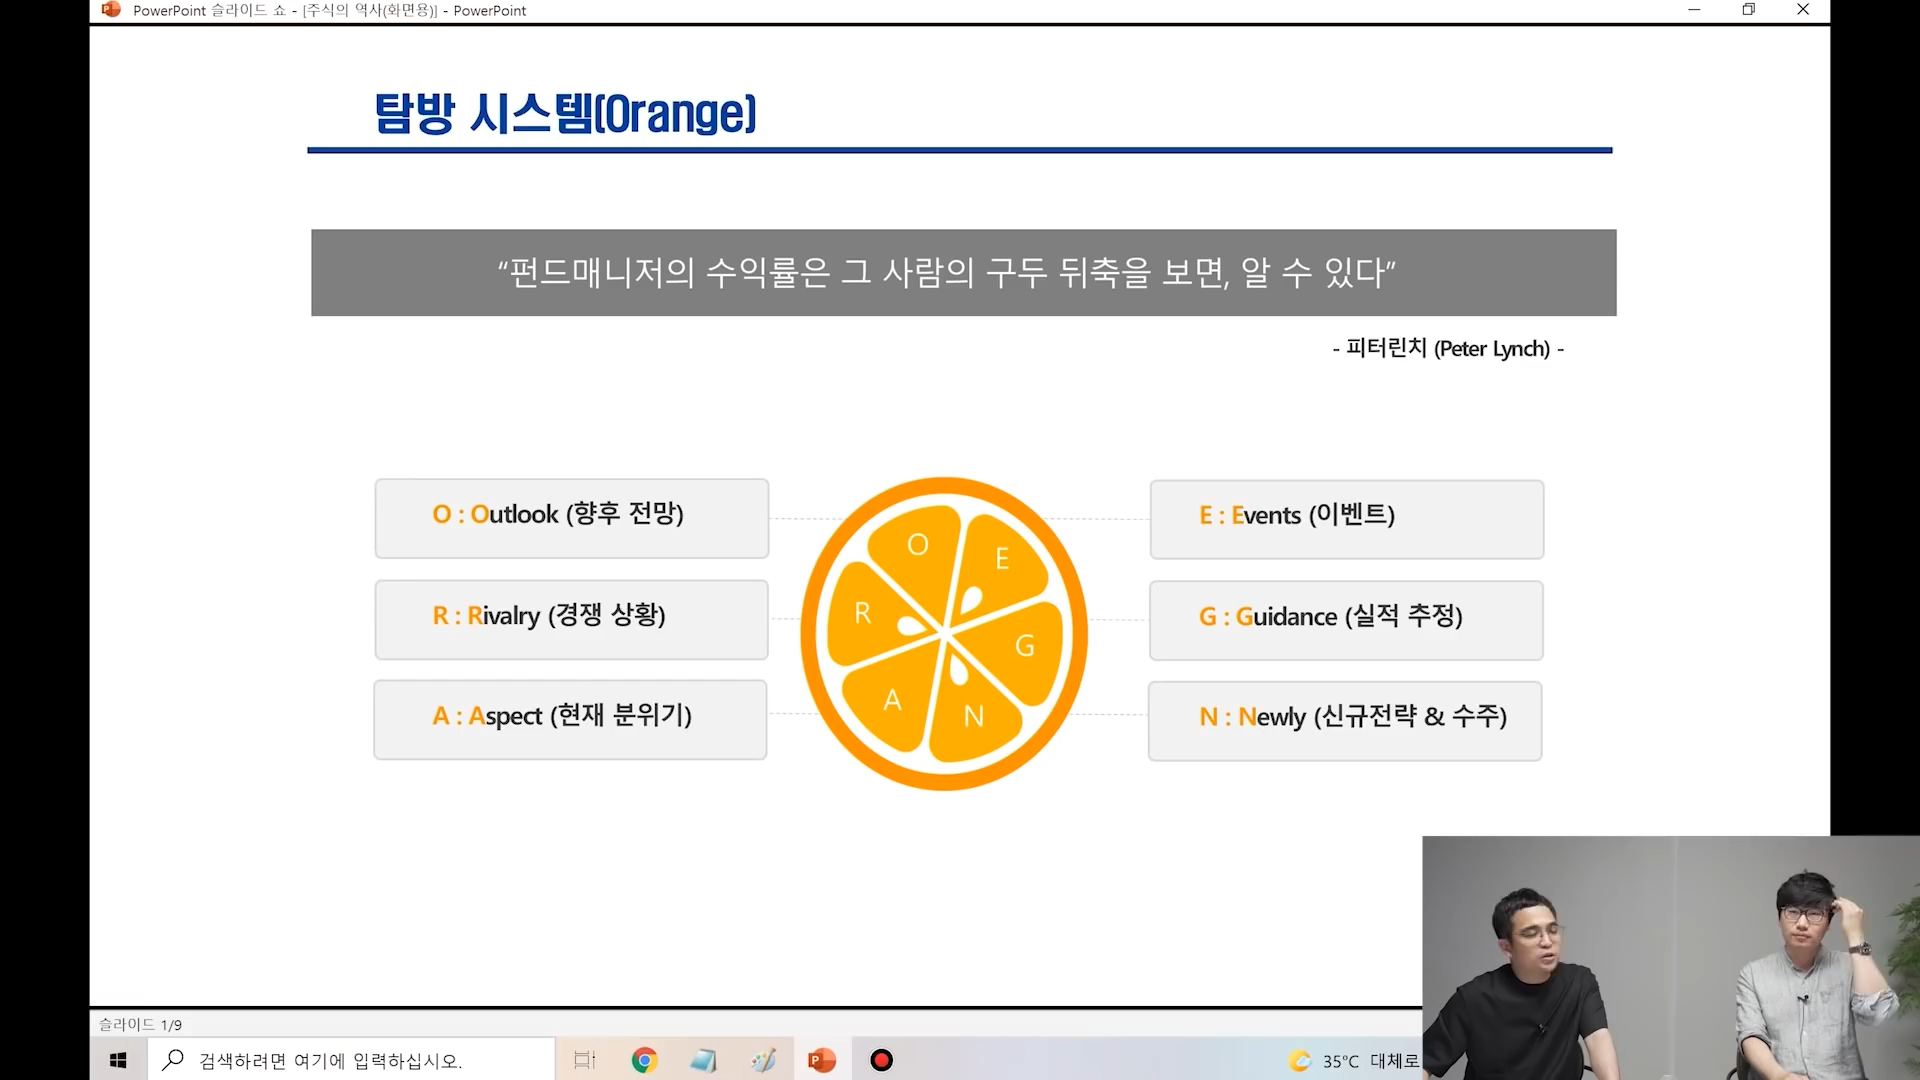 PowerPoint 슬라이드 쇼 - [주식의 역사(화면용)] - PowerPoint
탐방 시스템(Orange)
“펀드매니저의 수익률은 그 사람의 구두 뒤축을 보면, 알 수 있다”
- 피터린치 (Peter Lynch) -
O : Outlook (향후 전망)
R : Rivalry (경쟁 상황)
A : Aspect (현재 분위기)
O
E
R
G
A
N
E : Events (이벤트)
G : Guidance (실적 추정)
N : Newly (신규전략 & 수주)
슬라이드 1/9
검색하려면 여기에 입력하십시오.
35°C 대체로